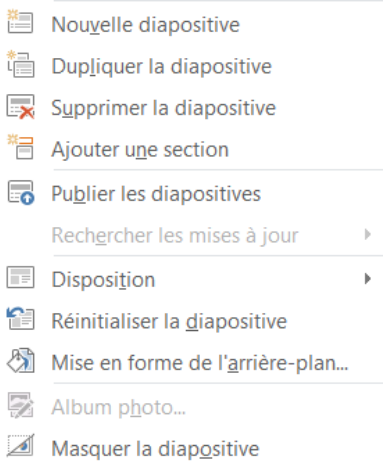 Nouvelle diapositive
Dupliquer la diapositive
Supprimer la diapositive
Ajouter une section
Publier les diapositives
Rechercher les mises à jour
Disposition
Réinitialiser la diapositive
Mise en forme de l'arrière-plan...
Album photo...
Masquer la diapositive